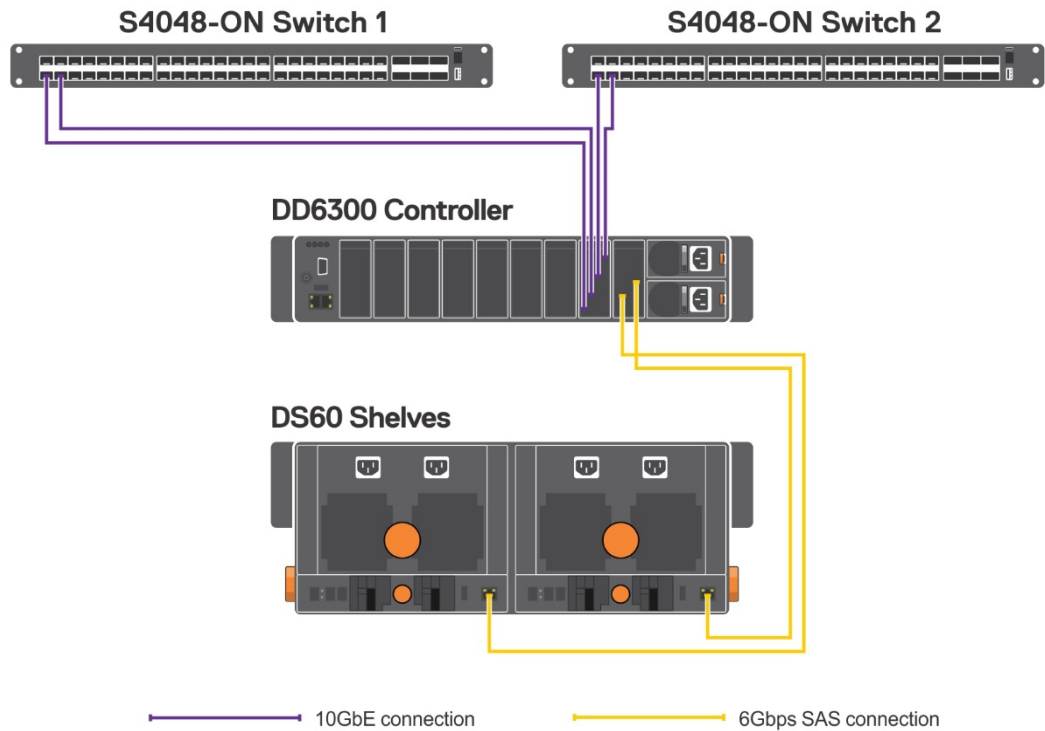 S4048-ON Switch 1
S4048-ON Switch 2
DD6300 Controller
DS60 Shelves
10GbE connection
6Gbps SAS connection